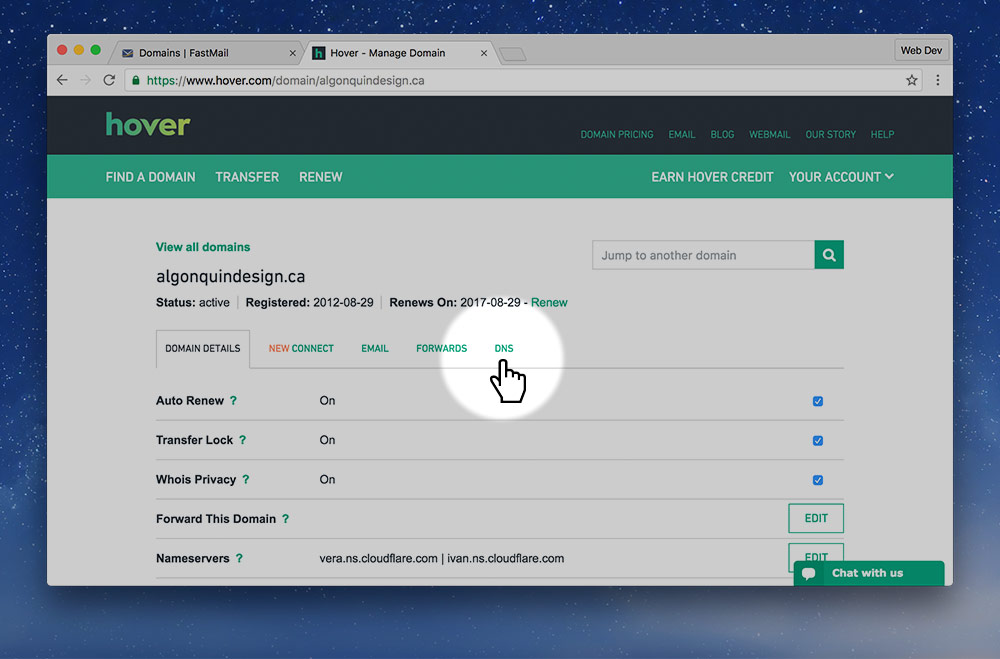 Domains | FastMail
Hover - Manage Domain
Web Dev
https://www.hover.com/domain/algonquindesign.ca
hover
DOMAIN PRICING EMAIL BLOG WEBMAIL OUR STORY HELP
FIND A DOMAIN TRANSFER RENEW EARN HOVER CREDIT YOUR ACCOUNT
View all domains
Jump to another domain
algonquindesign.ca
Status: active Registered: 2012-08-29 Renews On: 2017-08-29 - Renew
DOMAIN DETAILS NEW CONNECT EMAIL FORWARDS DNS
Auto Renew ? On
Transfer Lock ? On
Whois Privacy ? On
Forward This Domain ? EDIT
Nameservers ? vera.ns.cloudflare.com | ivan.ns.cloudflare.com EDIT
Chat with us